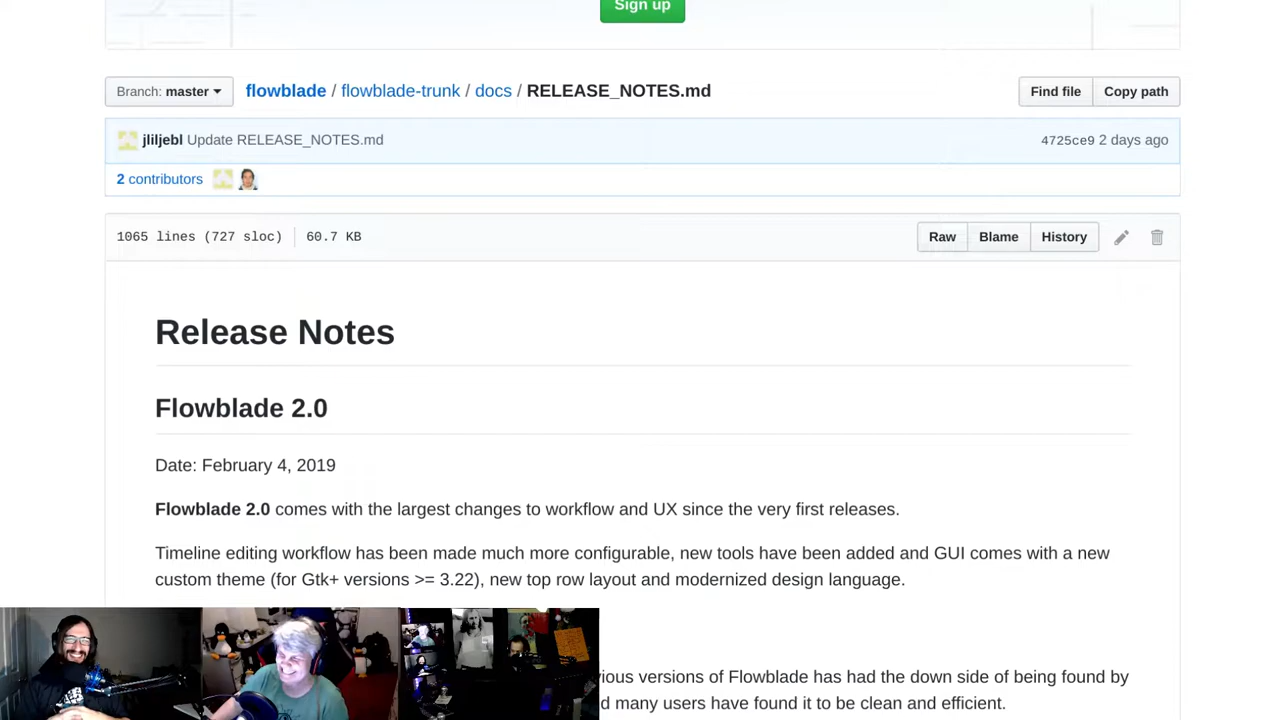 Sign up
Branch: master flowblade / flowblade-trunk / docs / RELEASE_NOTES.md Find file Copy path
jliljebl Update RELEASE_NOTES.md 4725ce9 2 days ago
2 contributors
1065 lines (727 sloc) 60.7 KB Raw Blame History
Release Notes
Flowblade 2.0
Date: February 4, 2019
Flowblade 2.0 comes with the largest changes to workflow and UX since the very first releases.
Timeline editing workflow has been made much more configurable, new tools have been added and GUI comes with a new
custom theme (for Gtk+ versions >= 3.22), new top row layout and modernized design language.
vious versions of Flowblade has had the down side of being found by
d many users have found it to be clean and efficient.